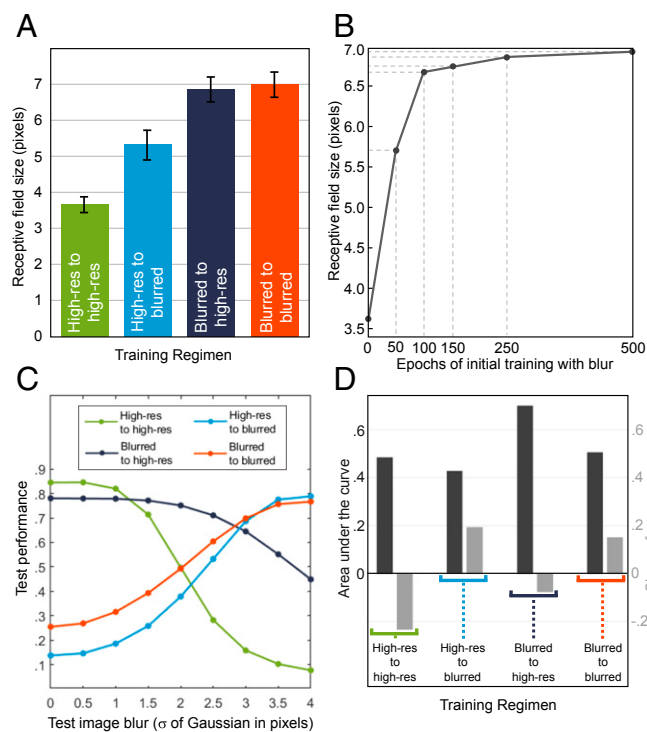 A
Receptive field size (pixels)
7
6
5
4
3
2
1
0
High-res to
high-res
High-res to
blurred
Blurred to
high-res
Blurred to
blurred
Training Regimen
B
Receptive field size (pixels)
7.0
6.5
6.0
5.5
5.0
4.5
4.0
3.5
0 50 100 150 250 500
Epochs of initial training with blur
C
High-res
to high-res
High-res
to blurred
Blurred
to high-res
Blurred
to blurred
Test performance
.9
.8
.7
.6
.5
.4
.3
.2
.1
0 0.5 1 1.5 2 2.5 3 3.5 4
Test image blur (σ of Gaussian in pixels)
D
Area under the curve
.6
.4
.2
0
.6
.4
.2
0
-.2
High-res
to
high-res
High-res
to
blurred
Blurred
to
high-res
Blurred
to
blurred
Training Regimen